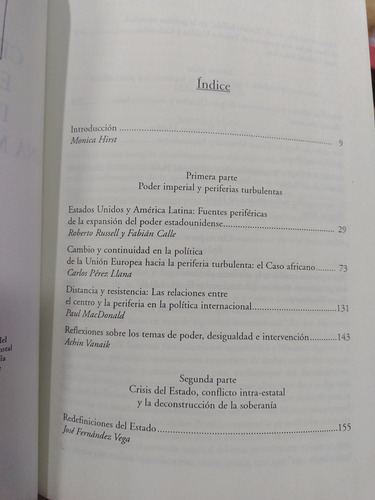 Índice
Introducción 9
Monica Hirst
Primera parte
Poder imperial y periferias turbulentas
Estados Unidos y América Latina: Fuentes periféricas
de la expansión del poder estadounidense 29
Roberto Russell y Fabián Calle
Cambio y continuidad en la política
de la Unión Europea hacia la periferia turbulenta: el Caso africano 73
Carlos Pérez Llana
Distancia y resistencia: Las relaciones entre
el centro y la periferia en la política internacional 131
Paul MacDonald
Reflexiones sobre los temas de poder, desigualdad e intervención 143
Achin Vanaik
Segunda parte
Crisis del Estado, conflicto intra-estatal
y la deconstrucción de la soberanía
Redefiniciones del Estado 155
José Fernández Vega